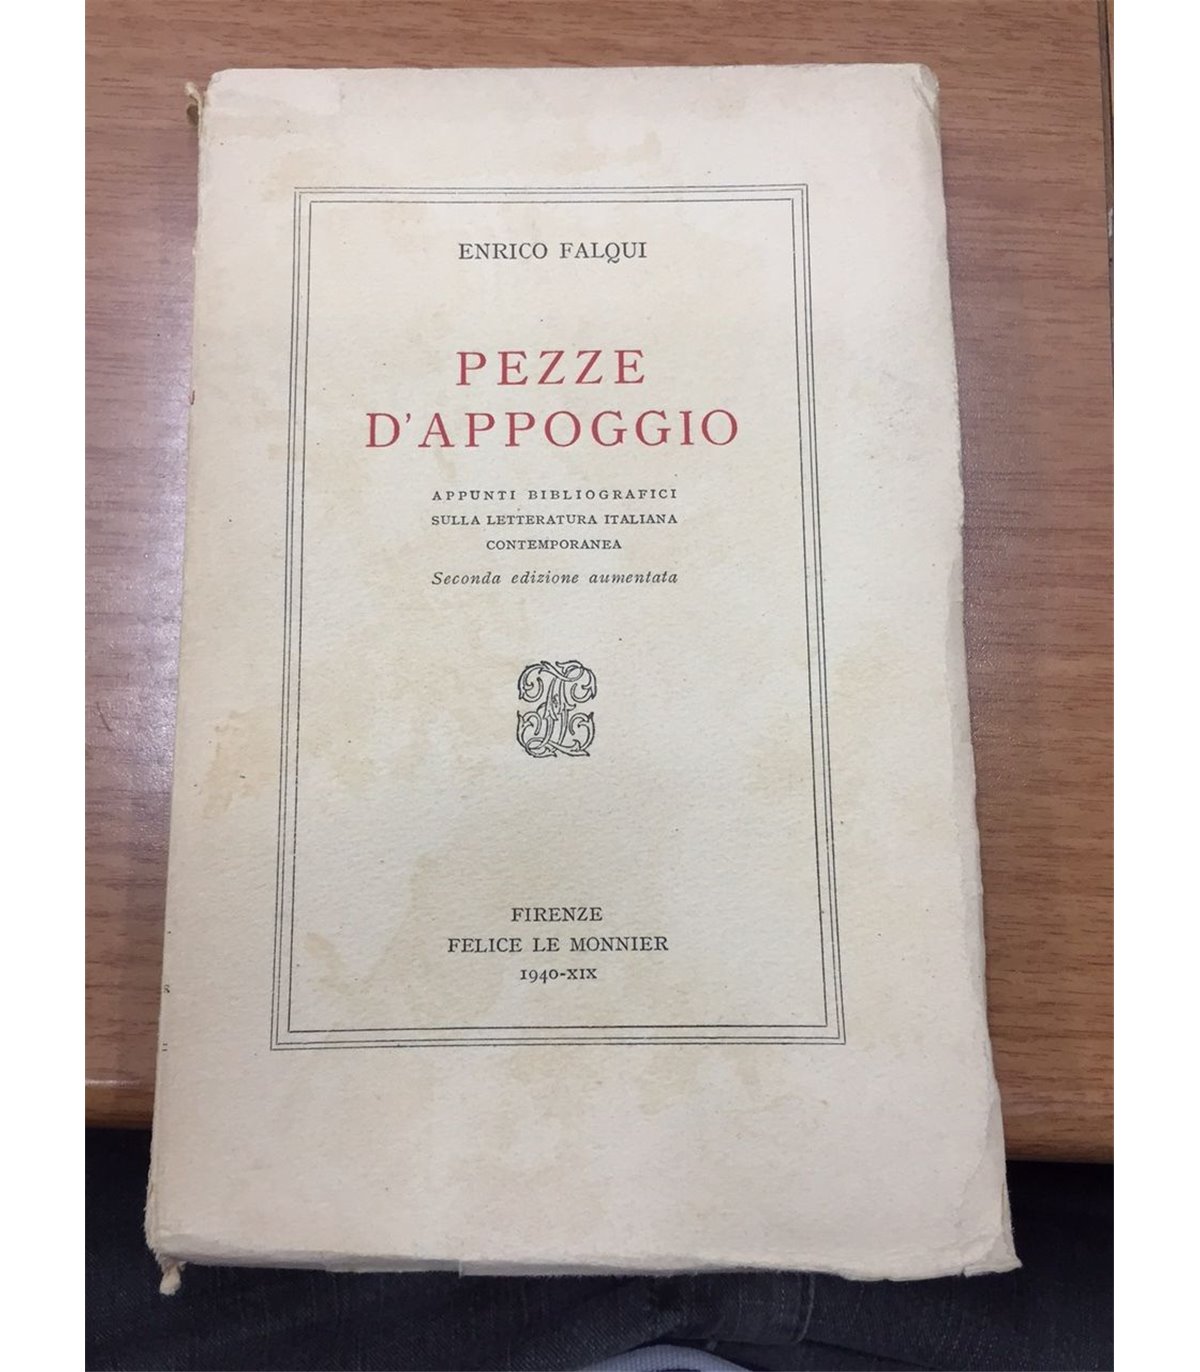 ENRICO FALQUI
PEZZE
D'APPOGGIO
APPUNTI BIBLIOGRAFICI
SULLA LETTERATURA ITALIANA
CONTEMPORANEA
Seconda edizione aumentata
FIRENZE
FELICE LE MONNIER
1940-XIX